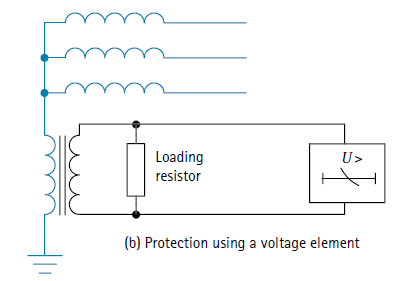 Loading
resistor
U>
(b) Protection using a voltage element